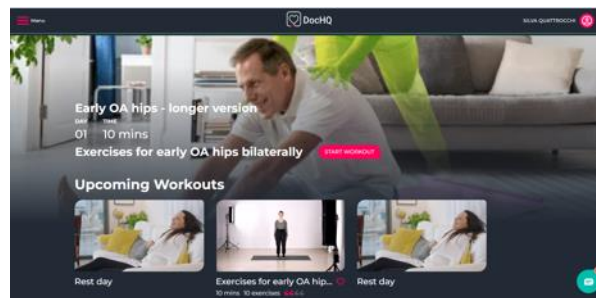 Menu
DocHQ
SILVA QUATTROCCHI
Early OA hips - longer version
DAY TIME
01 10 mins
Exercises for early OA hips bilaterally START WORKOUT
Upcoming Workouts
Rest day
Exercises for early OA hip...
Rest day
10 mins 10 exercises